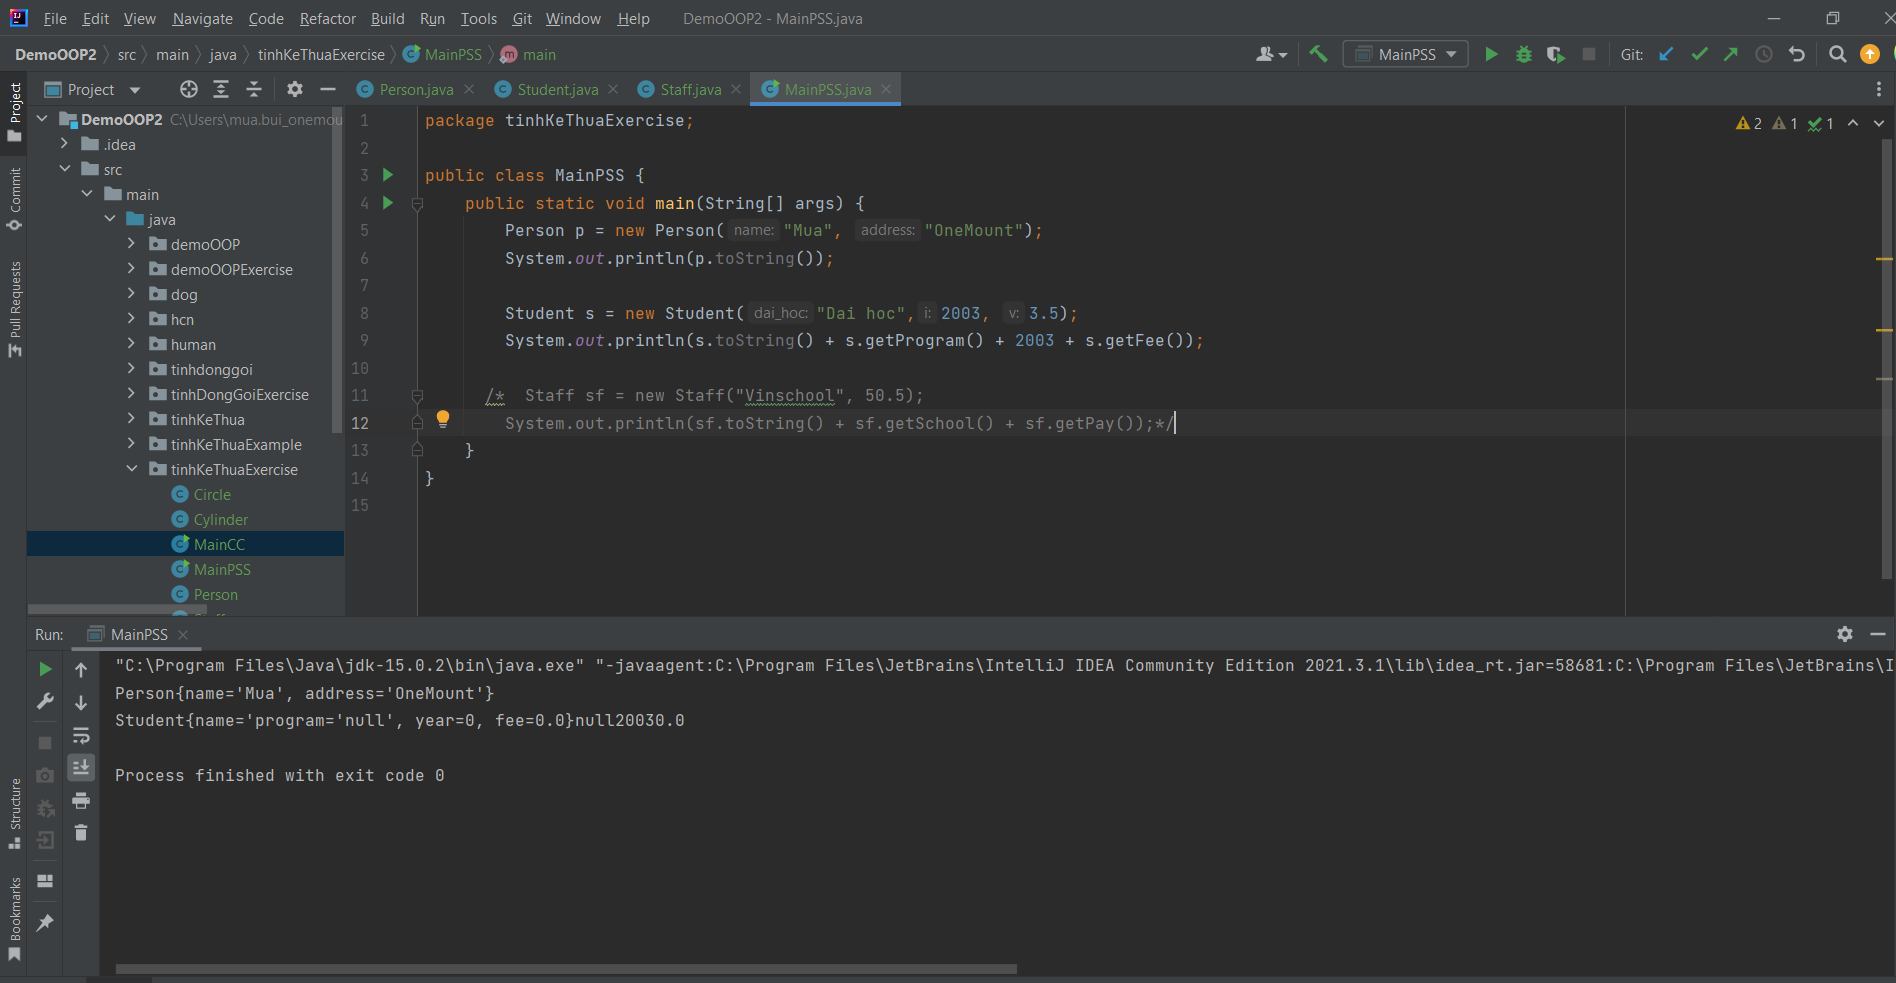 File Edit View Navigate Code Refactor Build Run Tools Git Window Help DemoOOP2 - MainPSS.java
DemoOOP2 src main java tinhKeThuaExercise MainPSS main MainPSS Git:
Project Person.java Student.java Staff.java MainPSS.java
DemoOOP2 C:\Users\mua.bui_onemou
.idea
src
main
java
demoOOP
demoOOPExercise
dog
hcn
human
tinhdonggoi
tinhDongGoiExercise
tinhKeThua
tinhKeThuaExample
tinhKeThuaExercise
Circle
Cylinder
MainCC
MainPSS
Person
Project
Commit
Pull Requests
Structure
Bookmarks
2 1 1
1 package tinhKeThuaExercise;
2
3 public class MainPSS {
4 public static void main(String[] args) {
5 Person p = new Person( name: "Mua", address: "OneMount");
6 System.out.println(p.toString());
7
8 Student s = new Student( dai_hoc: "Dai hoc", i: 2003, v: 3.5);
9 System.out.println(s.toString() + s.getProgram() + 2003 + s.getFee());
10
11 /* Staff sf = new Staff("Vinschool", 50.5);
12 System.out.println(sf.toString() + sf.getSchool() + sf.getPay());*/
13 }
14 }
15
Run: MainPSS
"C:\Program Files\Java\jdk-15.0.2\bin\java.exe" "-javaagent:C:\Program Files\JetBrains\IntelliJ IDEA Community Edition 2021.3.1\lib\idea_rt.jar=58681:C:\Program Files\JetBrains\I
Person{name='Mua', address='OneMount'}
Student{name='program='null', year=0, fee=0.0}null20030.0
Process finished with exit code 0